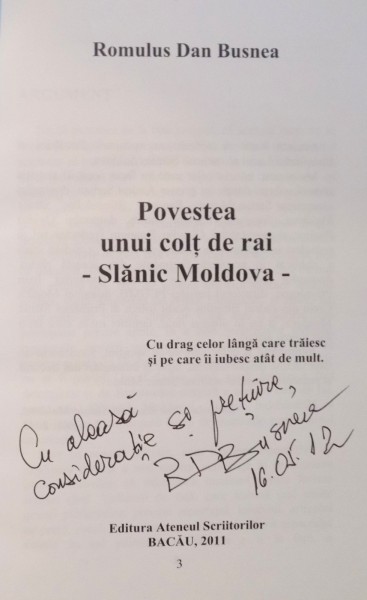 Romulus Dan Busnea
Povestea
unui colț de rai
- Slănic Moldova -
Cu drag celor lângă care trăiesc
și pe care îi iubesc atât de mult.
Cu aleasă
considerație și prețuire,
RDBusnea
16.05.12
Editura Ateneul Scriitorilor
BACĂU, 2011
3